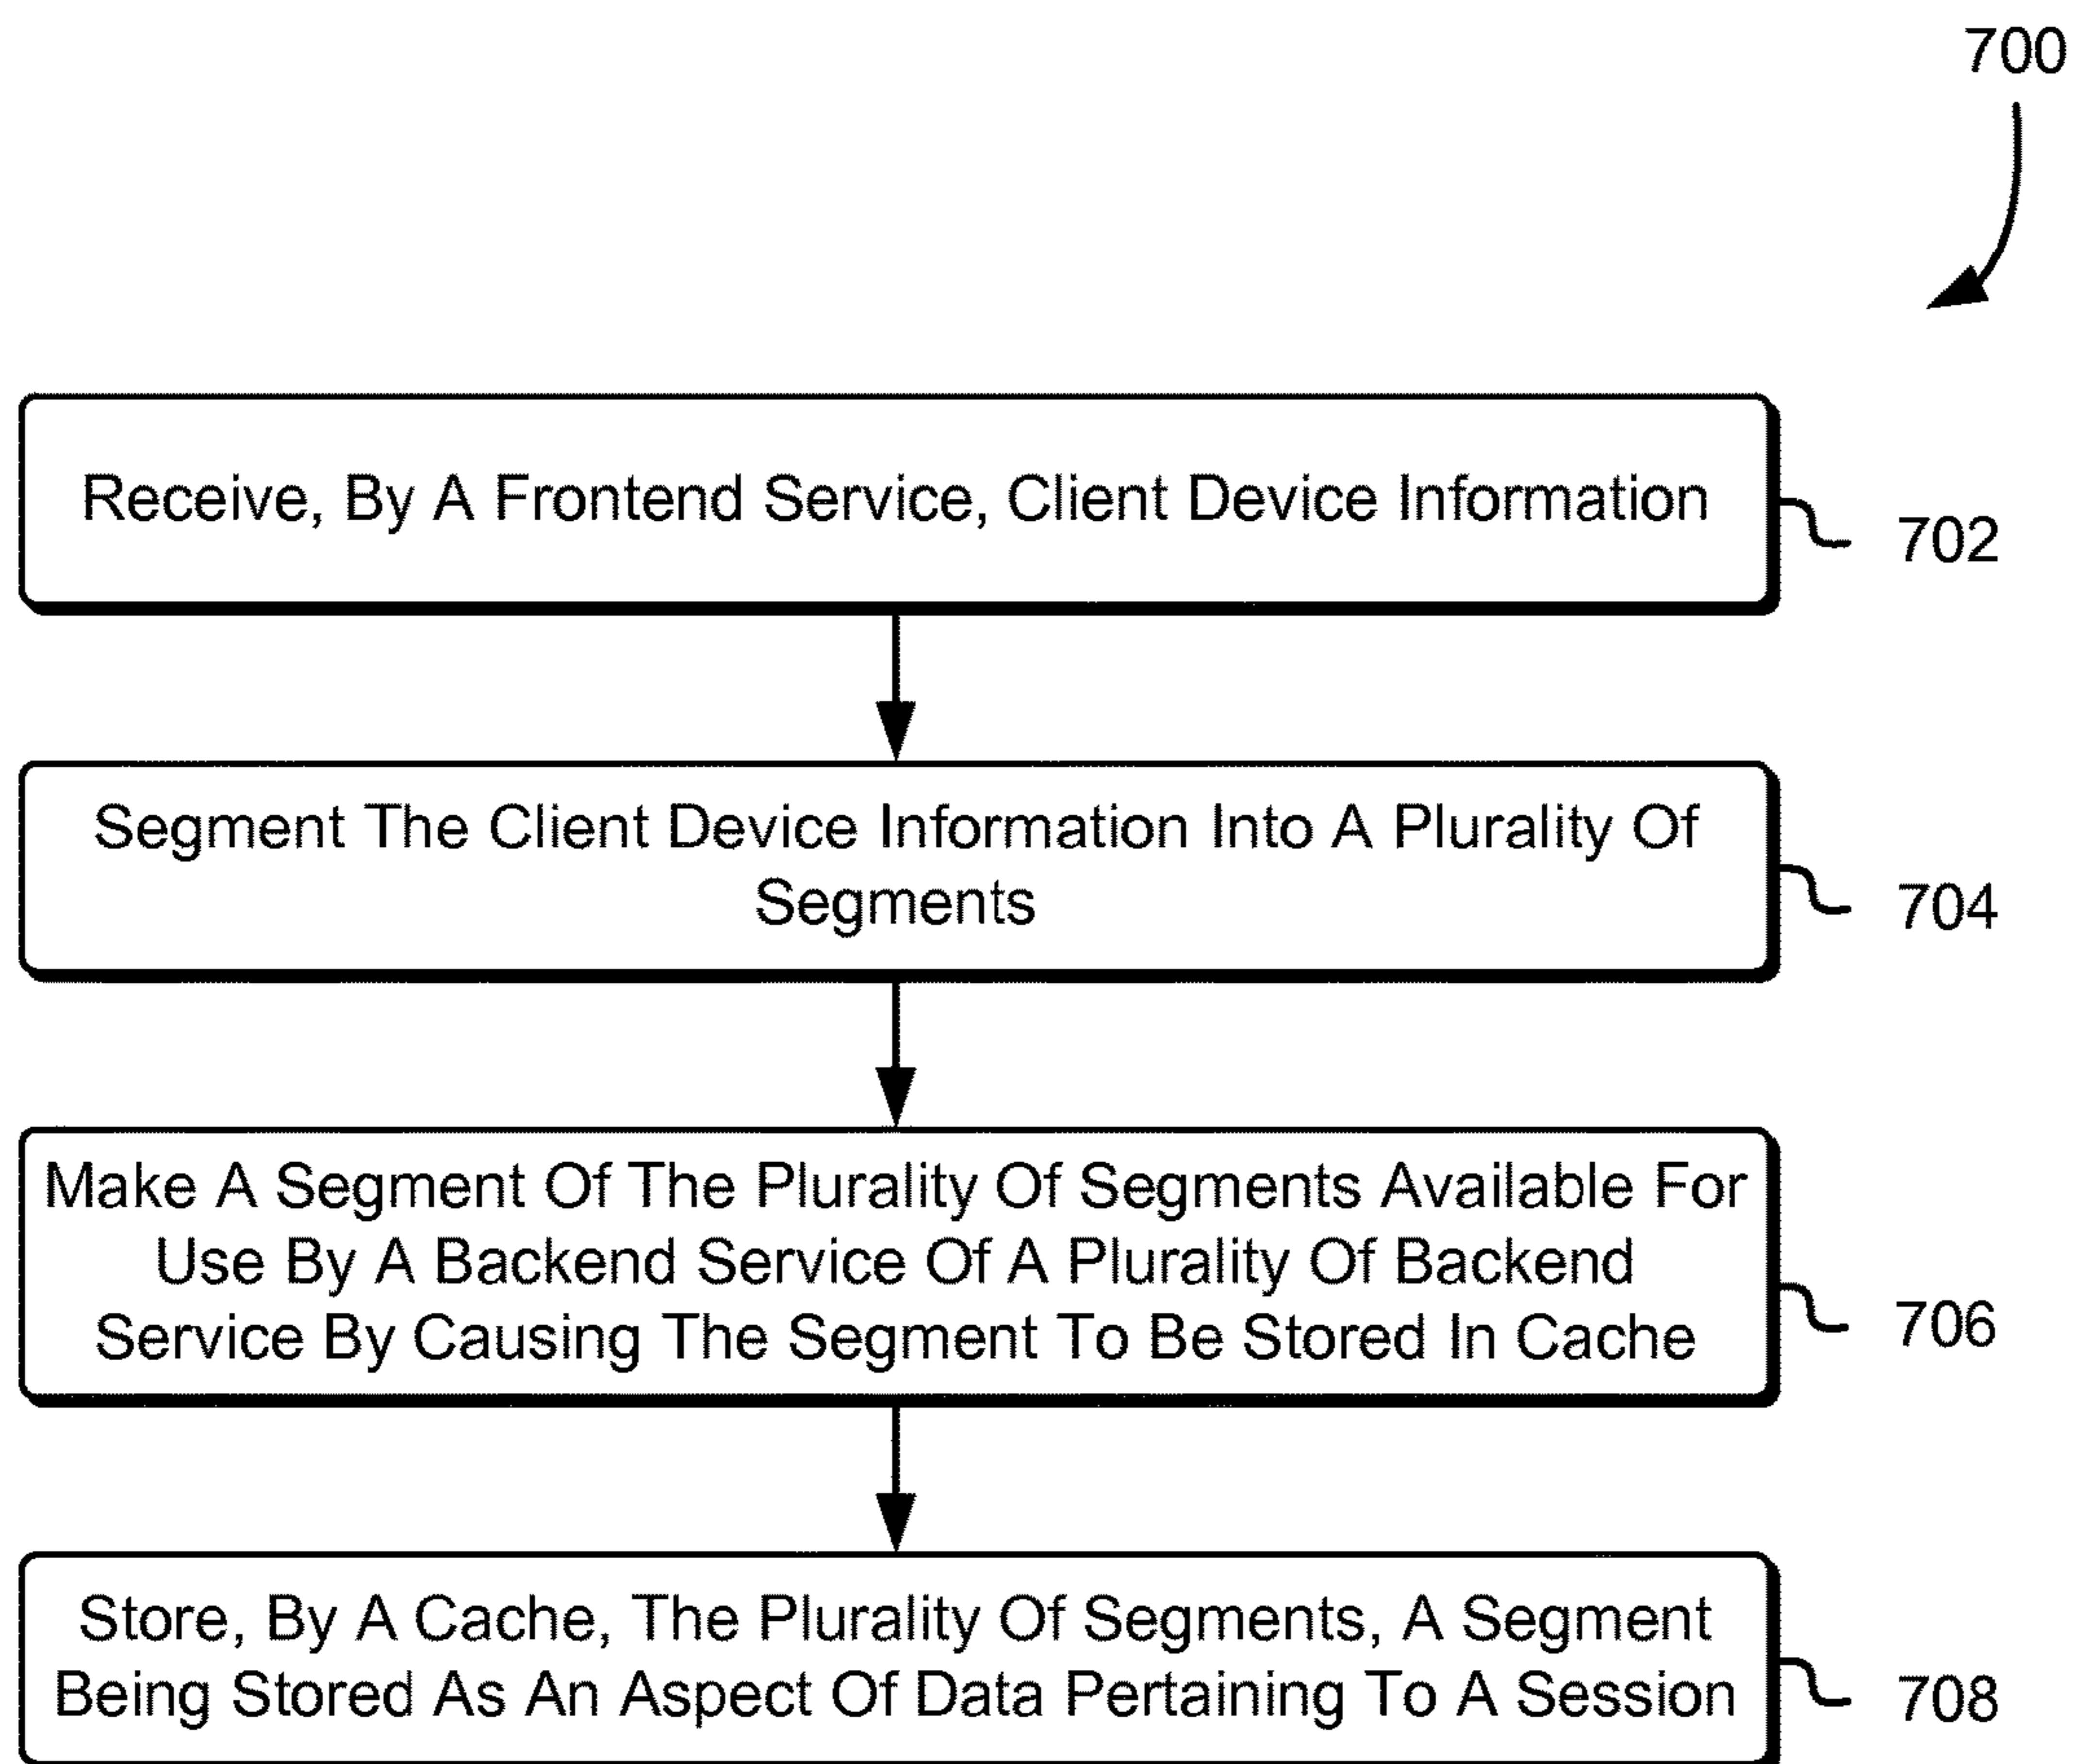 700
Receive, By A Frontend Service, Client Device Information
702
Segment The Client Device Information Into A Plurality Of
Segments
704
Make A Segment Of The Plurality Of Segments Available For
Use By A Backend Service Of A Plurality Of Backend
Service By Causing The Segment To Be Stored In Cache
706
Store, By A Cache, The Plurality Of Segments, A Segment
Being Stored As An Aspect Of Data Pertaining To A Session
708